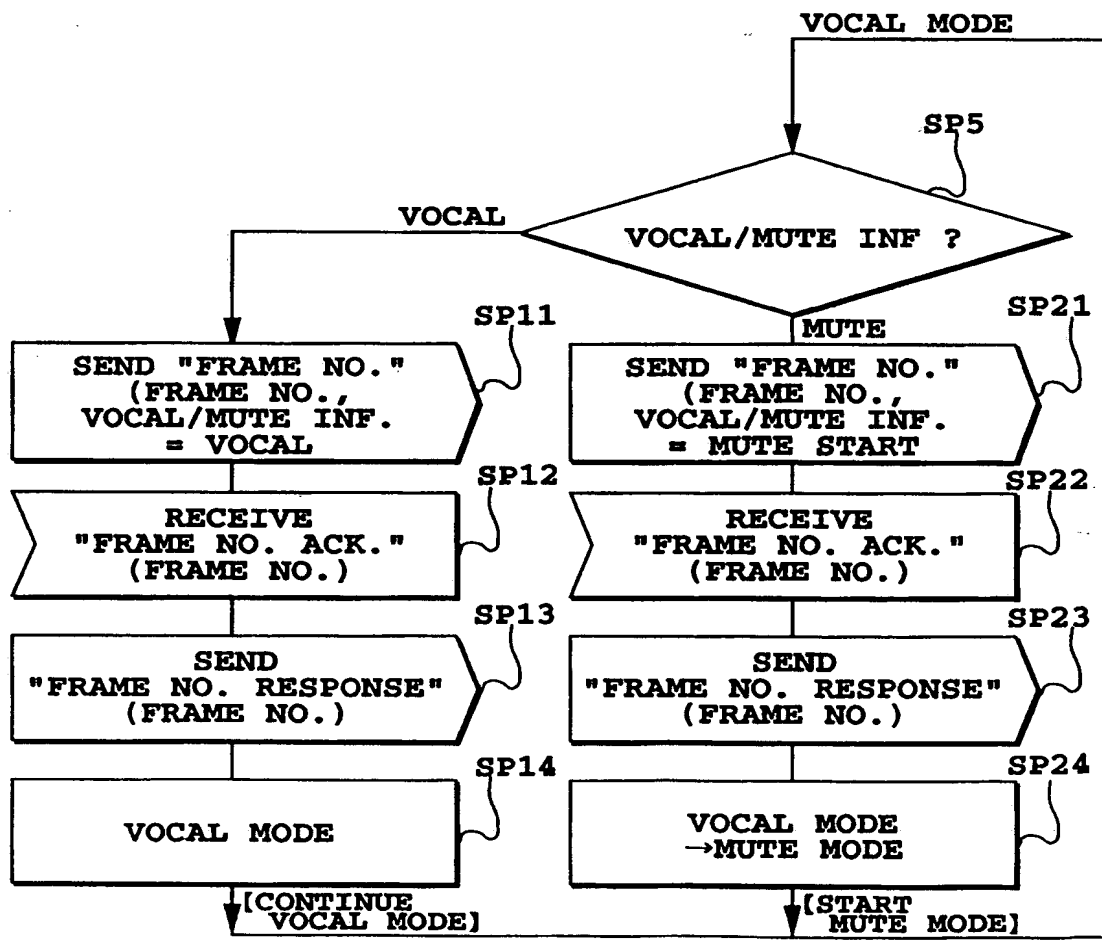 VOCAL MODE
SP5
VOCAL
VOCAL/MUTE INF ?
MUTE
SP11
SEND "FRAME NO."
(FRAME NO.,
VOCAL/MUTE INF.
= VOCAL
SP21
SEND "FRAME NO."
(FRAME NO.,
VOCAL/MUTE INF.
= MUTE START
SP12
RECEIVE
"FRAME NO. ACK."
(FRAME NO.)
SP22
RECEIVE
"FRAME NO. ACK."
(FRAME NO.)
SP13
SEND
"FRAME NO. RESPONSE"
(FRAME NO.)
SP23
SEND
"FRAME NO. RESPONSE"
(FRAME NO.)
SP14
VOCAL MODE
SP24
VOCAL MODE
→MUTE MODE
[CONTINUE
VOCAL MODE]
[START
MUTE MODE]